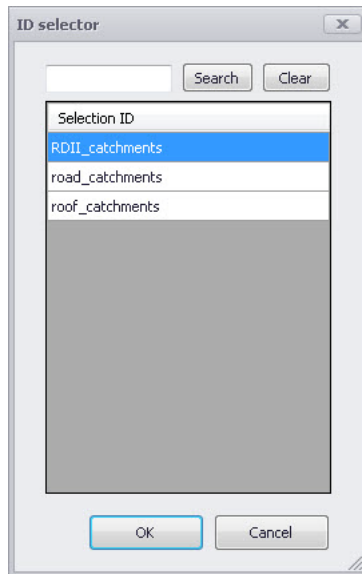 ID selector
Search Clear
Selection ID
RDII_catchments
road_catchments
roof_catchments
OK Cancel